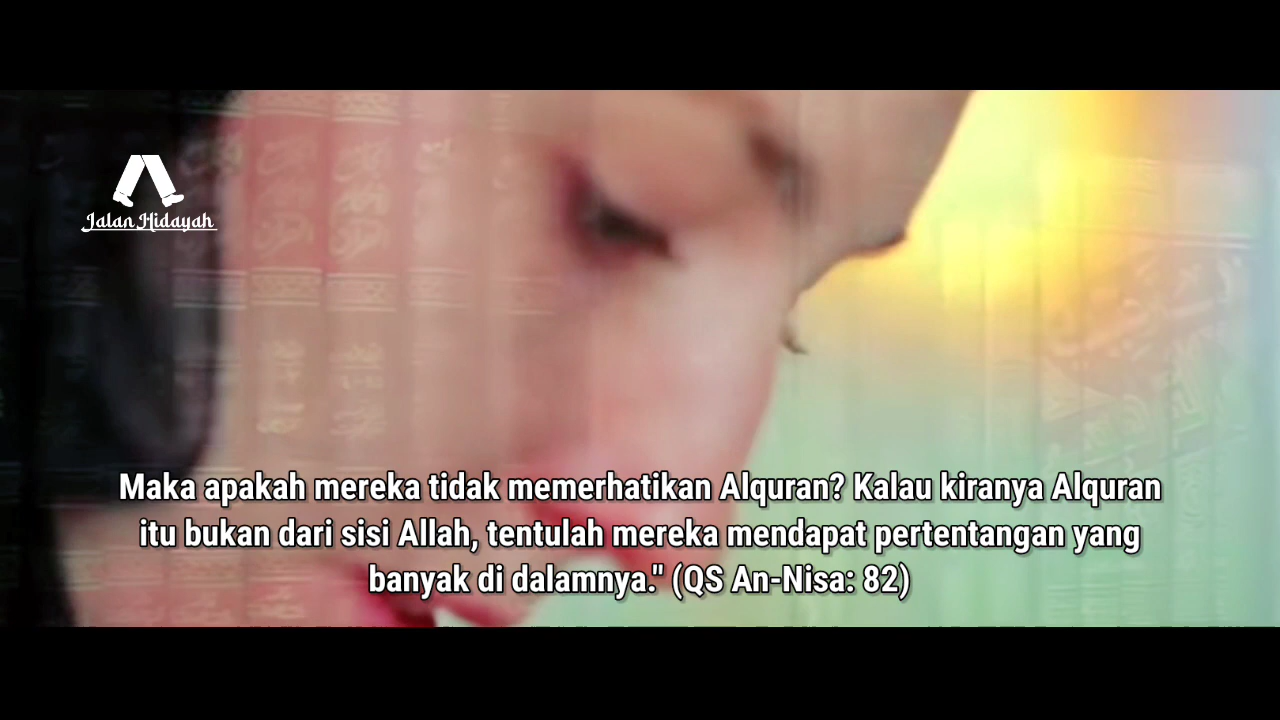 Jalan Hidayah
Maka apakah mereka tidak memerhatikan Alquran? Kalau kiranya Alquran
itu bukan dari sisi Allah, tentulah mereka mendapat pertentangan yang
banyak di dalamnya." (QS An-Nisa: 82)